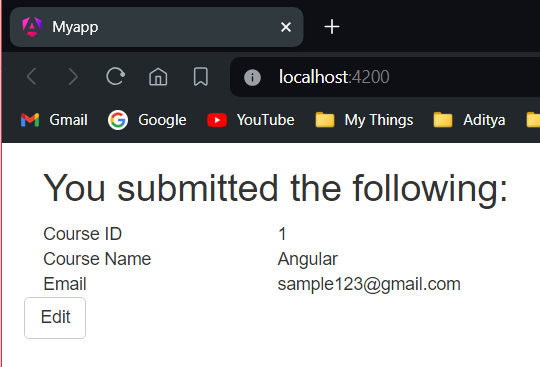 Myapp
localhost:4200
Gmail Google YouTube My Things Aditya
You submitted the following:
Course ID 1
Course Name Angular
Email sample123@gmail.com
Edit